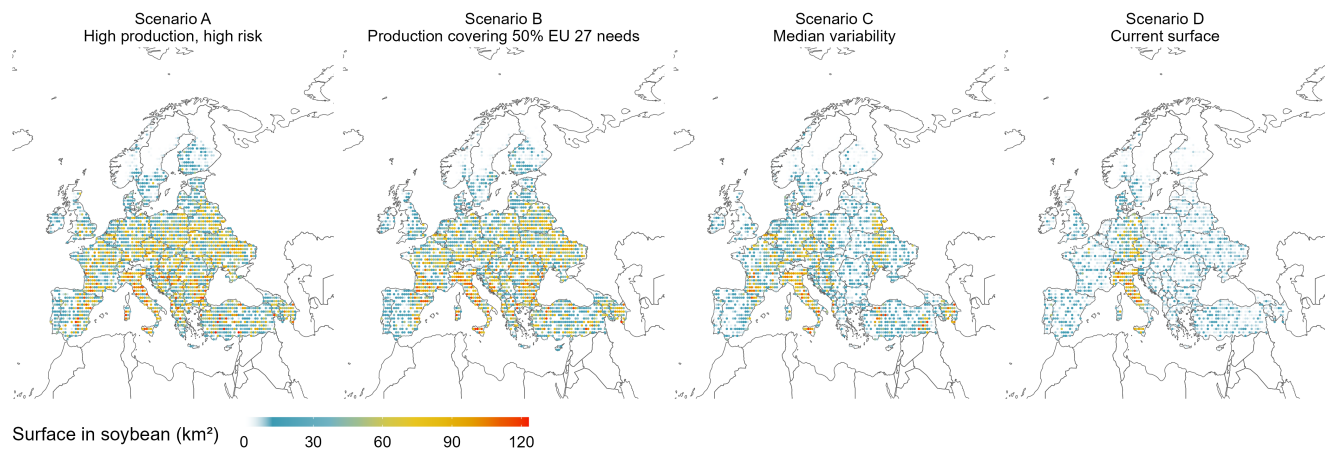 Scenario A
High production, high risk
Scenario B
Production covering 50% EU 27 needs
Scenario C
Median variability
Scenario D
Current surface
Surface in soybean (km²)
0 30 60 90 120